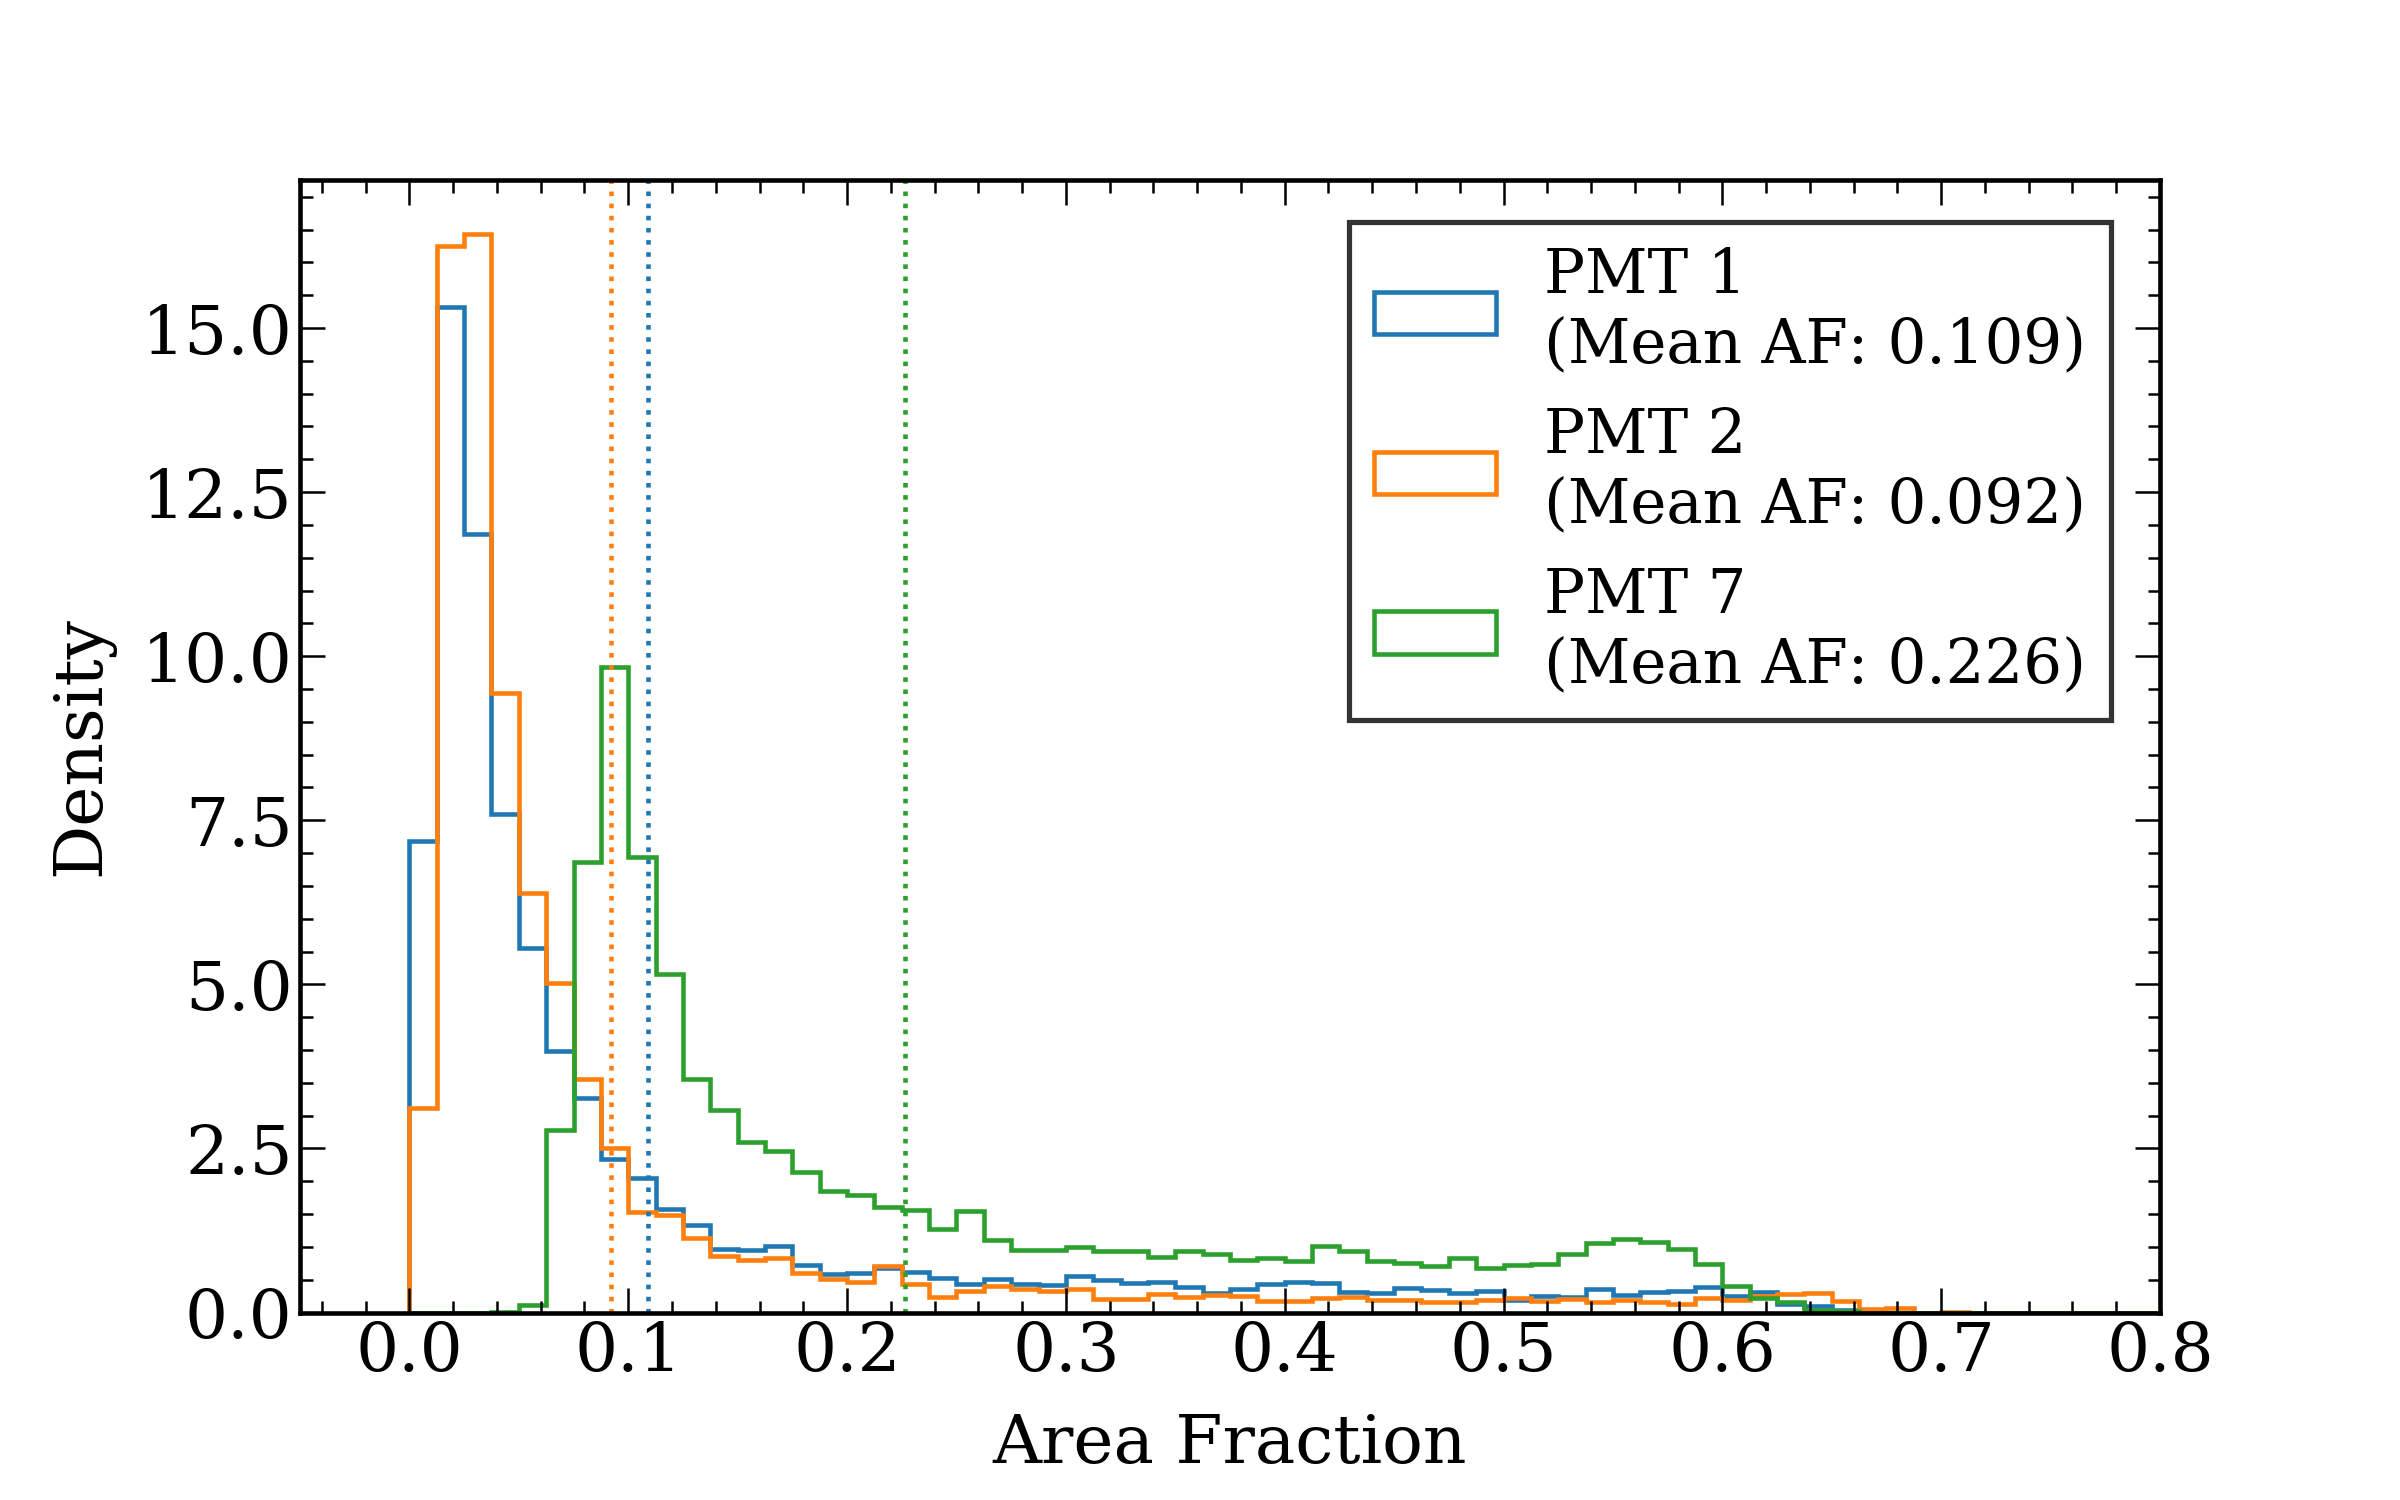 PMT 1
(Mean AF: 0.109)
PMT 2
(Mean AF: 0.092)
PMT 7
(Mean AF: 0.226)
Density
15.0
12.5
10.0
7.5
5.0
2.5
0.0
0.0 0.1 0.2 0.3 0.4 0.5 0.6 0.7 0.8
Area Fraction